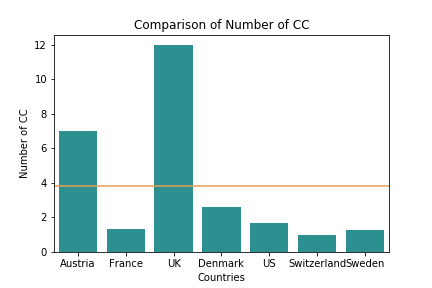 Comparison of Number of CC
12
10
8
6
4
2
0
Number of CC
Austria France UK Denmark US Switzerland Sweden
Countries